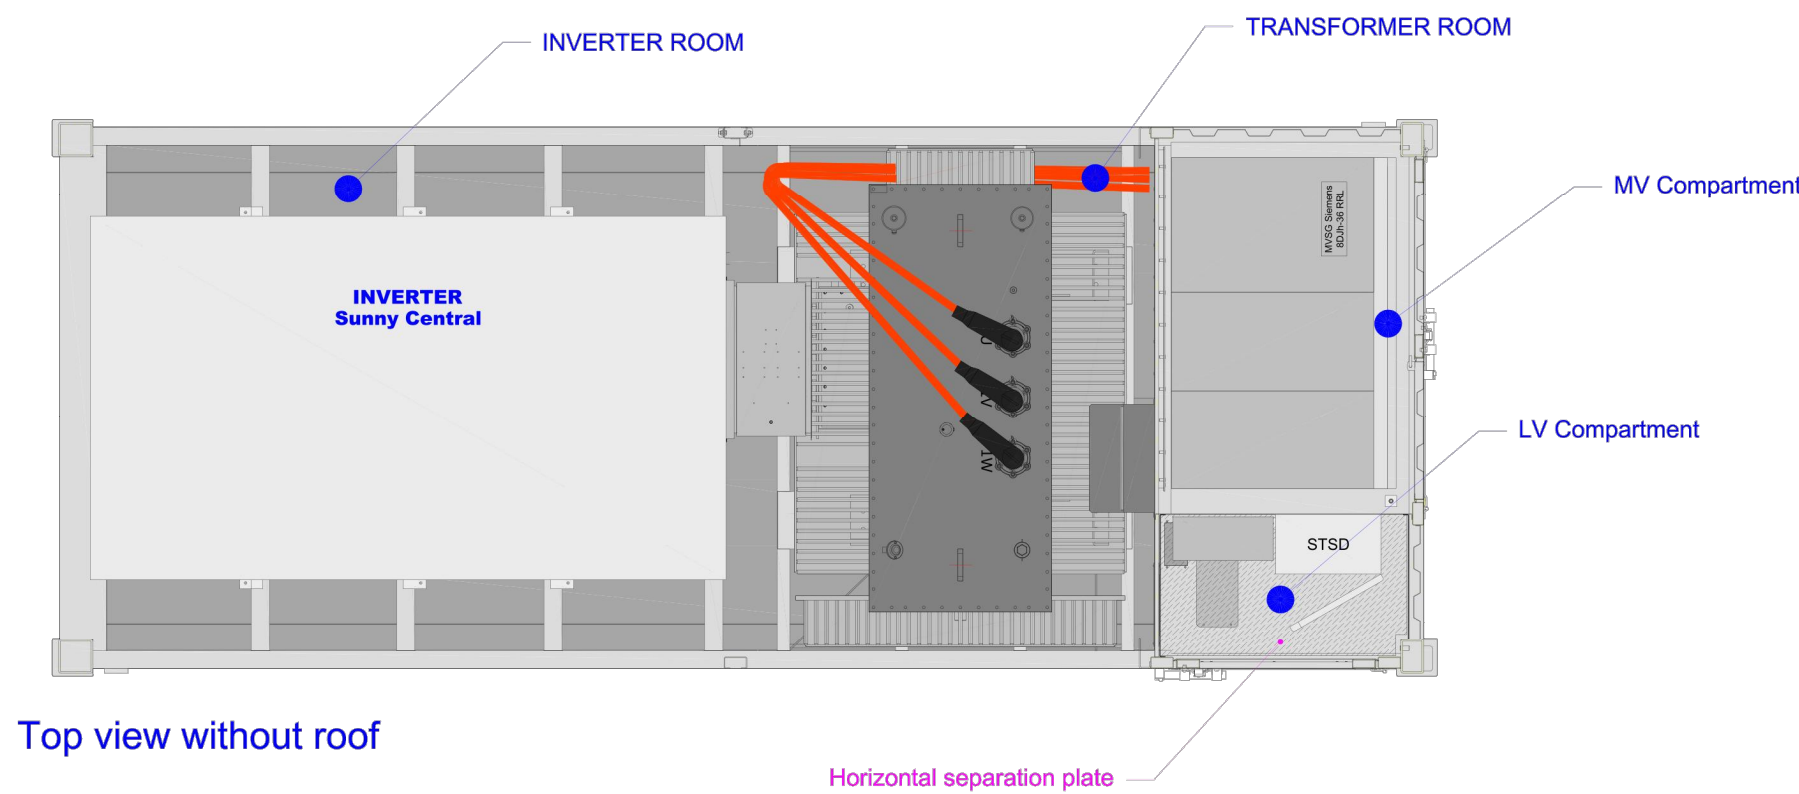 INVERTER ROOM
TRANSFORMER ROOM
MV Compartment
MVSG Siemens
8DJh-36 RRL
INVERTER
Sunny Central
LV Compartment
1W
STSD
Top view without roof
Horizontal separation plate